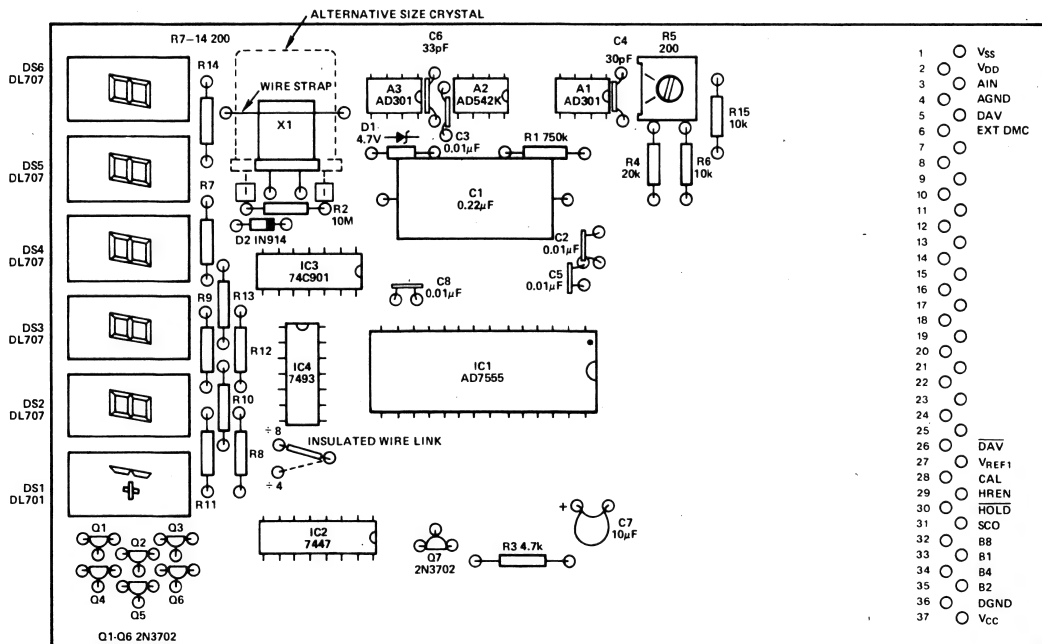 ALTERNATIVE SIZE CRYSTAL
R7-14 200
C6
33pF
C4
30pF
R5
200
DS6
DL707
R14
WIRE STRAP
X1
A3
AD301
A2
AD542K
A1
AD301
R15
10k
D1
4.7V
C3
0.01µF
R1 750k
R4
20k
R6
10k
DS5
DL707
R7
C1
0.22µF
R2
10M
D2 IN914
DS4
DL707
IC3
74C901
C8
0.01µF
C2
0.01µF
C5
0.01µF
R9
R13
DS3
DL707
R12
IC4
7493
IC1
AD7555
DS2
DL707
R10
R8
÷ 8
INSULATED WIRE LINK
÷ 4
DS1
DL701
R11
Q1
Q3
Q2
Q4
Q6
Q5
Q1-Q6 2N3702
IC2
7447
Q7
2N3702
R3 4.7k
+
C7
10µF
1 VSS
2 VDD
3 AIN
4 AGND
5 DAV
6 EXT DMC
7
8
9
10
11
12
13
14
15
16
17
18
19
20
21
22
23
24
25
26 D̅A̅V̅
27 VREF1
28 CAL
29 HREN
30 H̅O̅L̅D̅
31 SCO
32 B8
33 B1
34 B4
35 B2
36 DGND
37 VCC